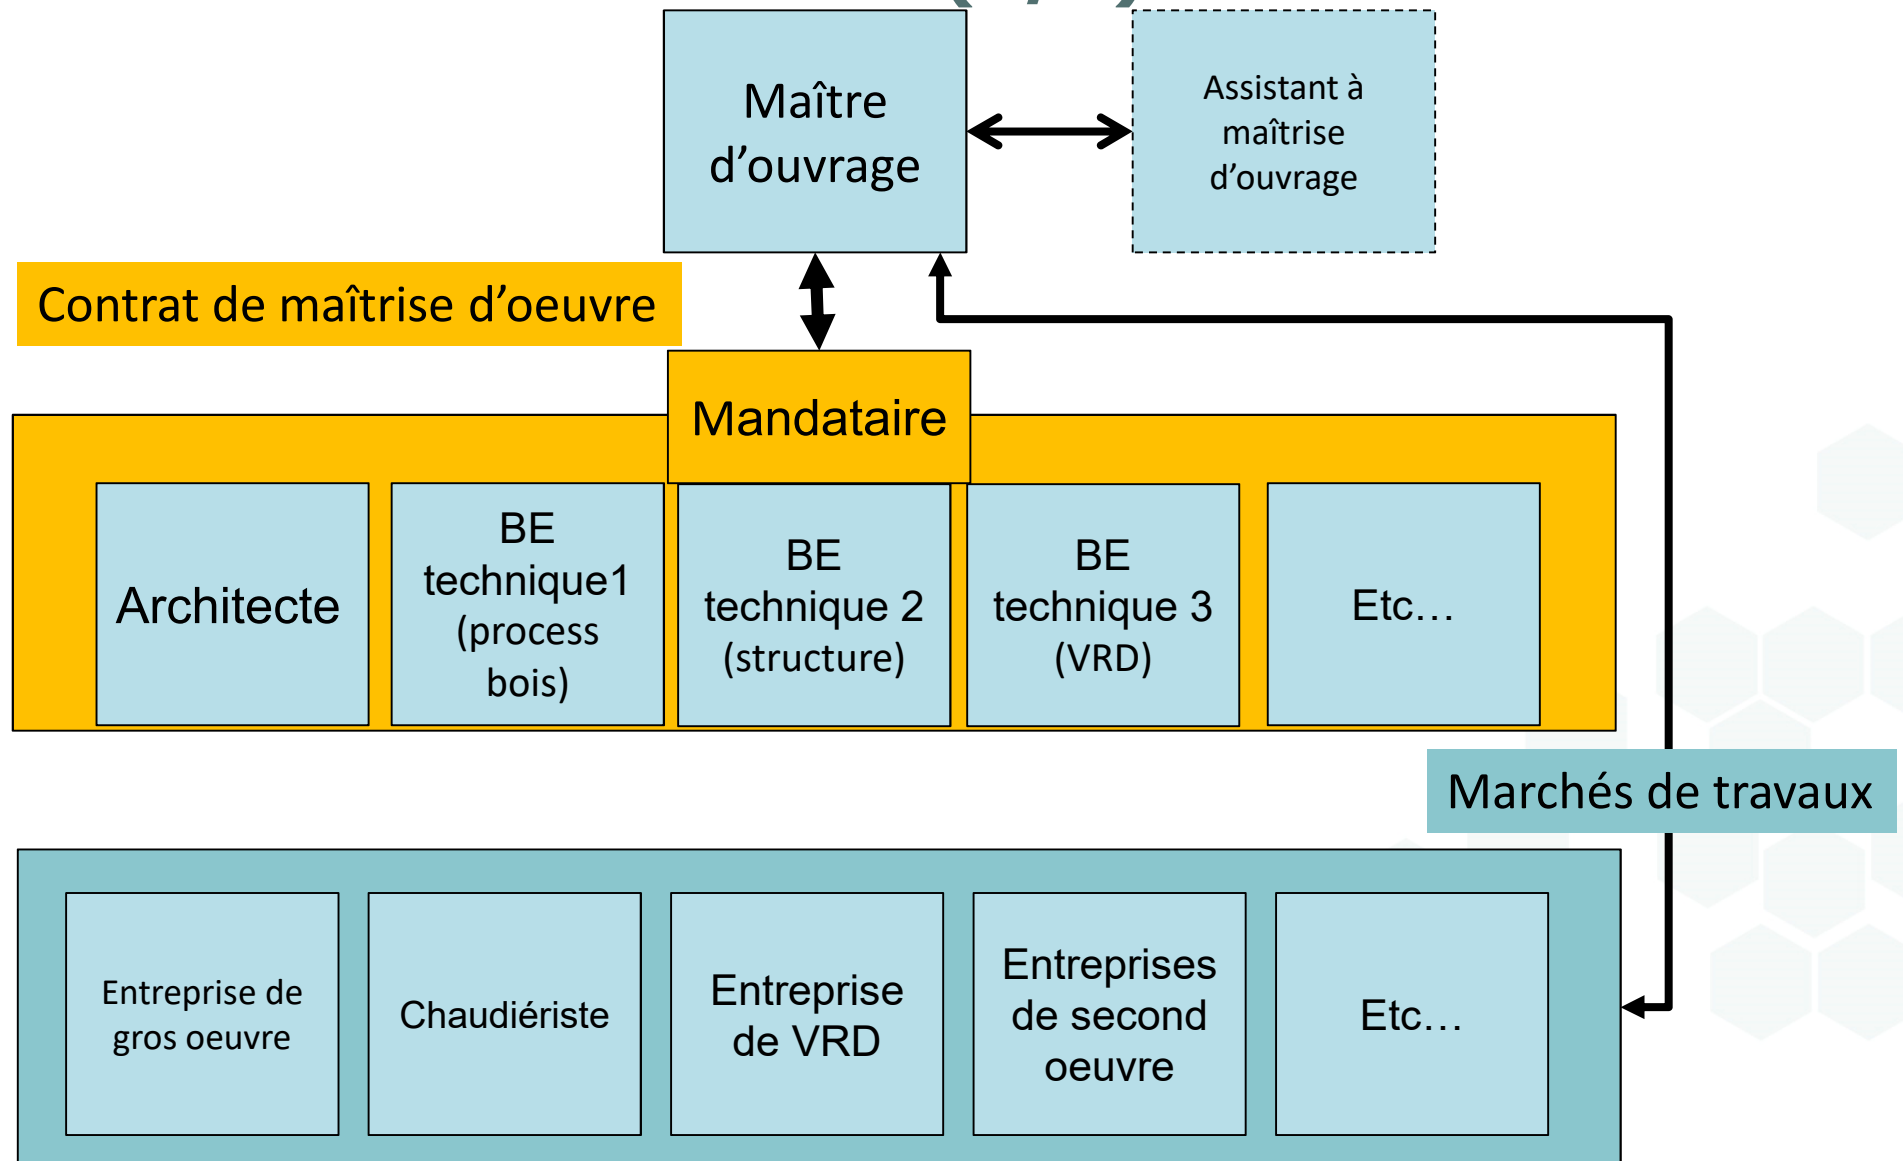 Maître
d’ouvrage
Assistant à
maîtrise
d’ouvrage
Contrat de maîtrise d’oeuvre
Mandataire
Architecte
BE
technique1
(process
bois)
BE
technique 2
(structure)
BE
technique 3
(VRD)
Etc…
Marchés de travaux
Entreprise de
gros oeuvre
Chaudiériste
Entreprise
de VRD
Entreprises
de second
oeuvre
Etc…